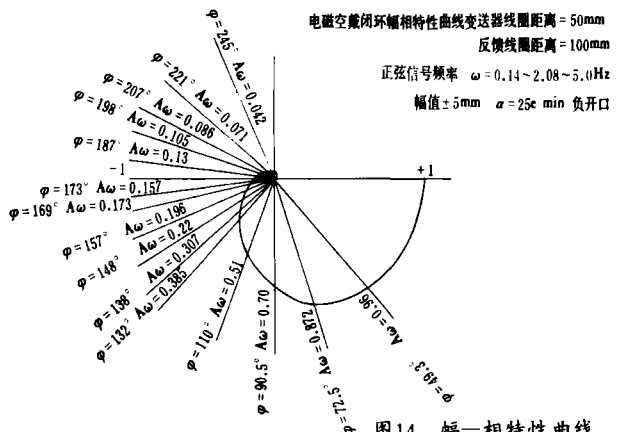 电磁空戴闭环幅相特性曲线变送器线圈距离=50mm
反馈线圈距离=100mm
正弦信号频率 ω=0.14~2.08~5.0Hz
幅值±5mm α=25c min 负开口
φ=245° Aω=0.042
φ=221° Aω=0.071
φ=207° Aω=0.086
φ=198° Aω=0.105
φ=187° Aω=0.13
-1
+1
φ=173° Aω=0.157
φ=169° Aω=0.173
φ=157° Aω=0.196
φ=148° Aω=0.22
φ=138° Aω=0.307
φ=132° Aω=0.385
φ=110° Aω=0.51
φ=90.5° Aω=0.70
φ=72.5° Aω=0.872
φ=49.3° Aω=0.96
图14 幅—相特性曲线